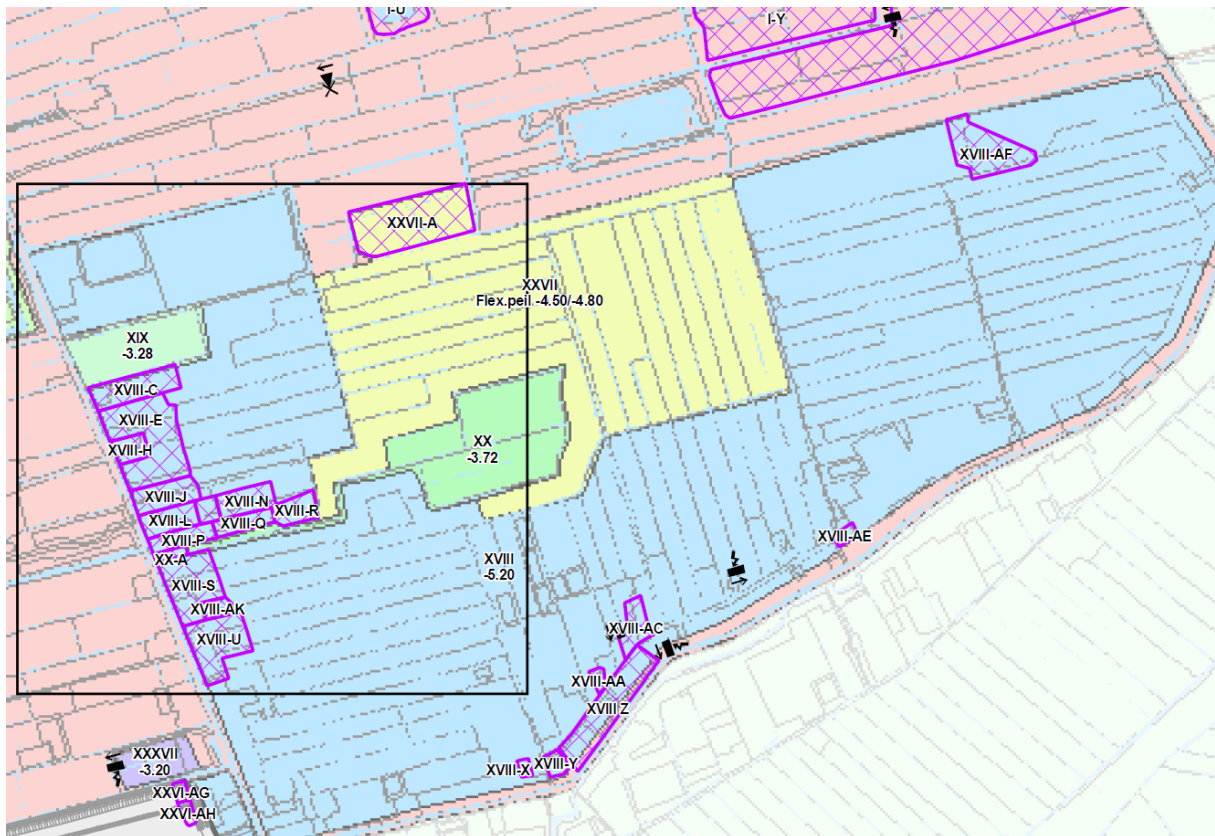 I-U
I-Y
XVIII-AF
XXVII-A
XXVII
Flex.peil -4.50/-4.80
XIX
-3.28
XVIII-C
XVIII-E
XVIII-H
XX
-3.72
XVIII-J
XVIII-N
XVIII-R
XVIII-L
XVIII-Q
XVIII-P
XX-A
XVIII
-5.20
XVIII-AE
XVIII-S
XVIII-AK
XVIII-U
XVIII-AC
XVIII-AA
XVIII Z
XXXVII
-3.20
XVIII-X
XVIII-Y
XXVI-AG
XXVI-AH